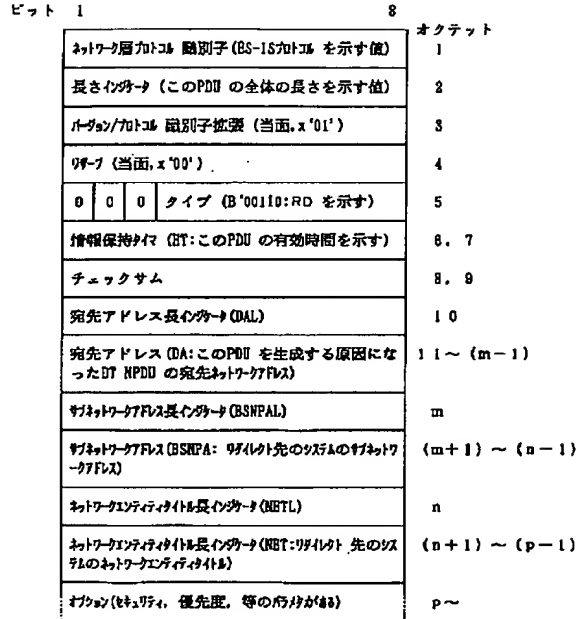 ビット 1 8
オクテット
ネットワーク層プロトコル 識別子(ES-ISプロトコル を示す値) 1
長さインジケータ (このPDU の全体の長さを示す値) 2
バージョン/プロトコル 識別子拡張 (当面,x'01') 3
リザーブ (当面,x'00') 4
0 0 0 タイプ (B'00110:RD を示す) 5
情報保持タイマ (HT:このPDU の有効時間を示す) 6, 7
チェックサム 8, 9
宛先アドレス長インジケータ(DAL) 10
宛先アドレス(DA:このPDU を生成する原因にな 11~(m-1)
ったDT NPDU の宛先ネットワークアドレス)
サブネットワークアドレス長インジケータ(BSNPAL) m
サブネットワークアドレス(BSNPA: リダイレクト先のシステムのサブネットワ (m+1)~(n-1)
ークアドレス)
ネットワークエンティティタイトル長インジケータ(NETL) n
ネットワークエンティティタイトル長インジケータ(NET:リダイレクト 先のシス (n+1)~(p-1)
テムのネットワークエンティティタイトル)
オプション(セキュリティ, 優先度, 等のパラメタがある) p~